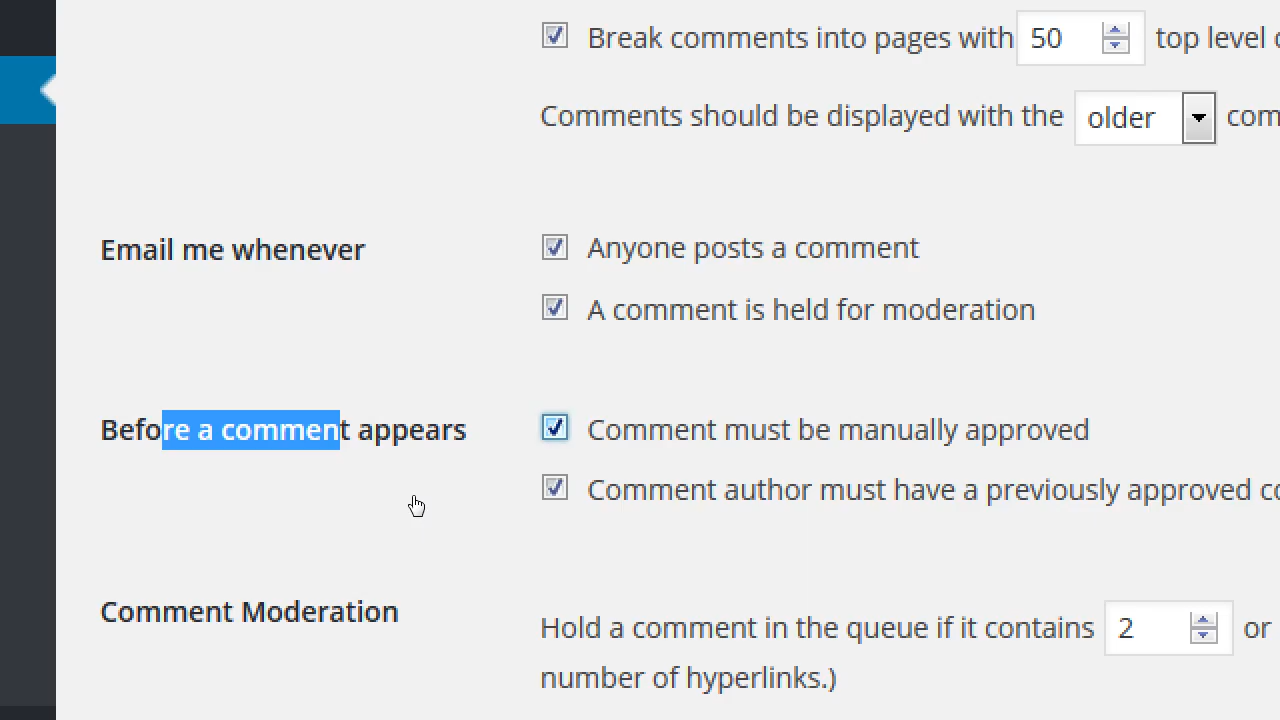 Break comments into pages with 50 top level
Comments should be displayed with the older com
Email me whenever
Anyone posts a comment
A comment is held for moderation
Before a comment appears
Comment must be manually approved
Comment author must have a previously approved co
Comment Moderation
Hold a comment in the queue if it contains 2 or
number of hyperlinks.)